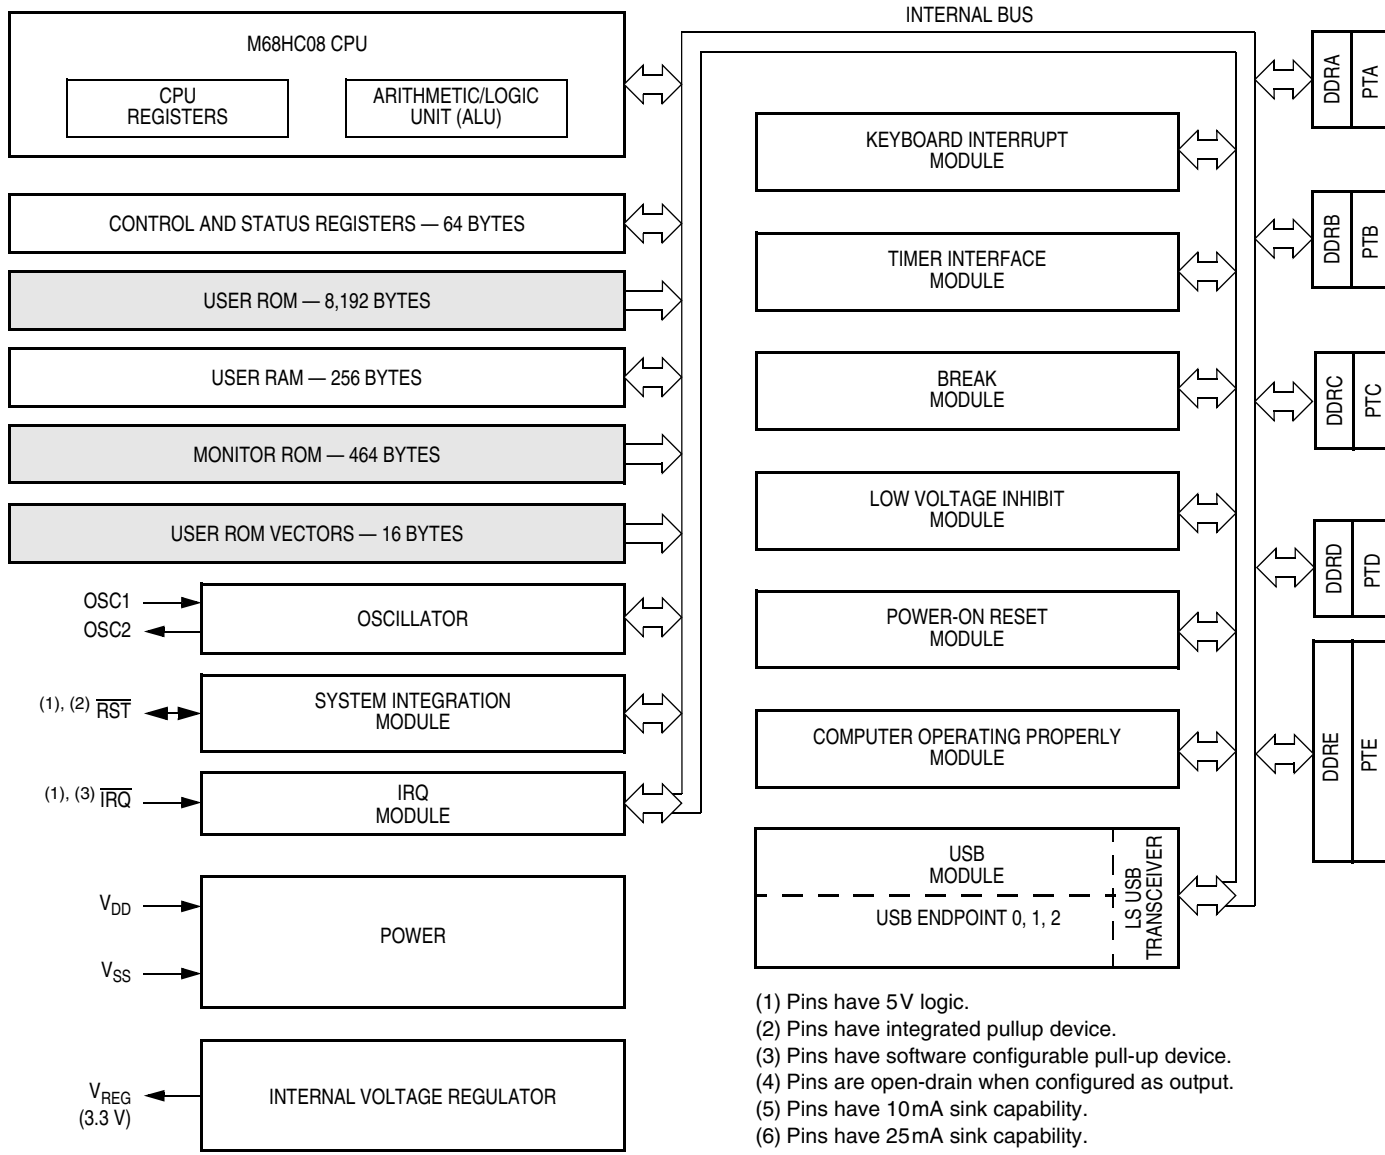 INTERNAL BUS
M68HC08 CPU
CPU
REGISTERS
ARITHMETIC/LOGIC
UNIT (ALU)
CONTROL AND STATUS REGISTERS — 64 BYTES
USER ROM — 8,192 BYTES
USER RAM — 256 BYTES
MONITOR ROM — 464 BYTES
USER ROM VECTORS — 16 BYTES
OSC1
OSC2
OSCILLATOR
(1), (2) RST
SYSTEM INTEGRATION
MODULE
(1), (3) IRQ
IRQ
MODULE
VDD
VSS
POWER
VREG
(3.3 V)
INTERNAL VOLTAGE REGULATOR
KEYBOARD INTERRUPT
MODULE
TIMER INTERFACE
MODULE
BREAK
MODULE
LOW VOLTAGE INHIBIT
MODULE
POWER-ON RESET
MODULE
COMPUTER OPERATING PROPERLY
MODULE
USB
MODULE
USB ENDPOINT 0, 1, 2
LS USB
TRANSCEIVER
DDRA
PTA
DDRB
PTB
DDRC
PTC
DDRD
PTD
DDRE
PTE
(1) Pins have 5V logic.
(2) Pins have integrated pullup device.
(3) Pins have software configurable pull-up device.
(4) Pins are open-drain when configured as output.
(5) Pins have 10mA sink capability.
(6) Pins have 25mA sink capability.